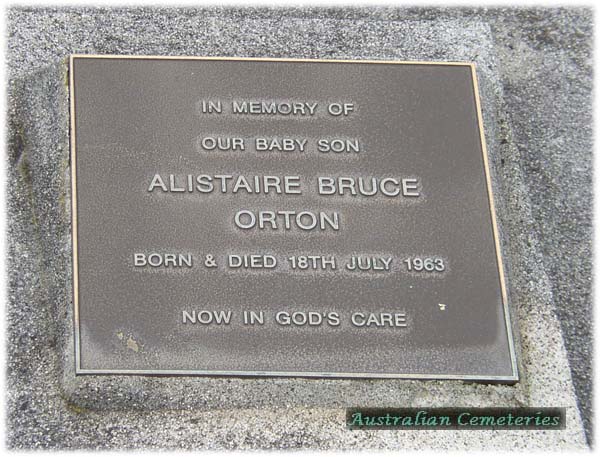 IN MEMORY OF
OUR BABY SON
ALISTAIRE BRUCE
ORTON
BORN & DIED 18TH JULY 1963
NOW IN GOD'S CARE
Australian Cemeteries